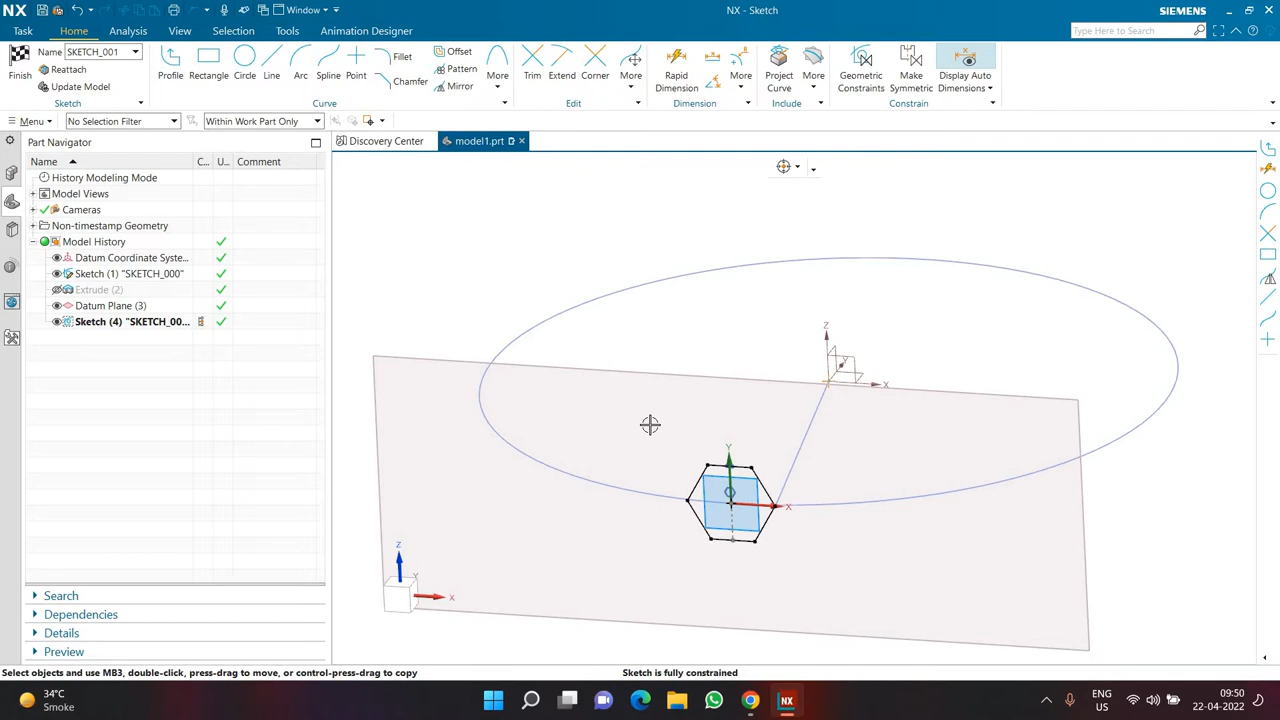 NX Window NX - Sketch SIEMENS
Task Home Analysis View Selection Tools Animation Designer Type here to Search
Name SKETCH_001
Finish Reattach Update Model
Profile Rectangle Circle Line Arc Spline Point Fillet Chamfer Offset Pattern Mirror More
Trim Extend Corner More
Rapid Dimension More
Project Curve More
Geometric Constraints Make Symmetric Display Auto Dimensions
Sketch Curve Edit Dimension Include Constrain
Menu No Selection Filter Within Work Part Only
Part Navigator Discovery Center model1.prt
Name C... U... Comment
History Modeling Mode
Model Views
Cameras
Non-timestamp Geometry
Model History
Datum Coordinate Syste...
Sketch (1) "SKETCH_000"
Extrude (2)
Datum Plane (3)
Sketch (4) "SKETCH_00...
Z
Y
X
Y
X
Z
Y
X
Search
Dependencies
Details
Preview
Select objects and use MB3, double-click, press-drag to move, or control-press-drag to copy Sketch is fully constrained
34°C
Smoke
NX
ENG
US
09:50
22-04-2022